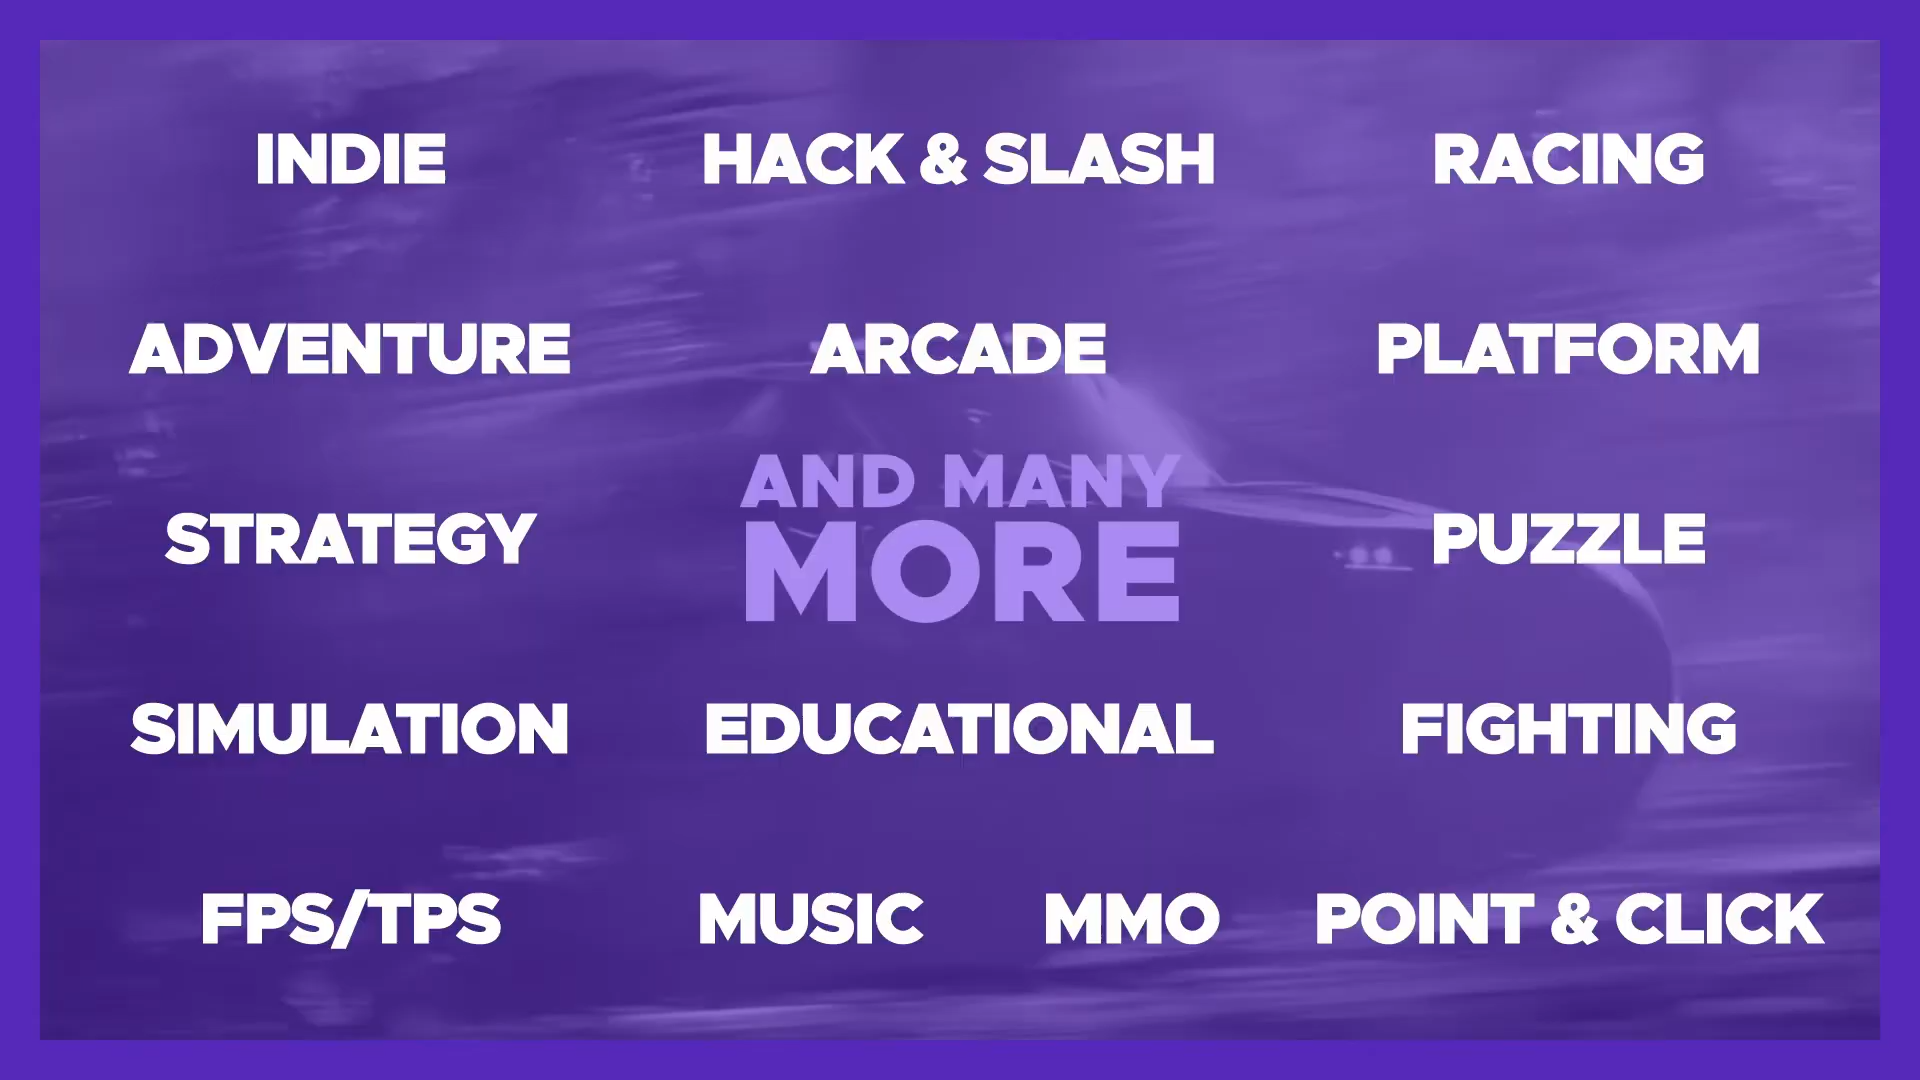 INDIE
HACK & SLASH
RACING
ADVENTURE
ARCADE
PLATFORM
STRATEGY
AND MANY
MORE
PUZZLE
SIMULATION
EDUCATIONAL
FIGHTING
FPS/TPS
MUSIC
MMO
POINT & CLICK